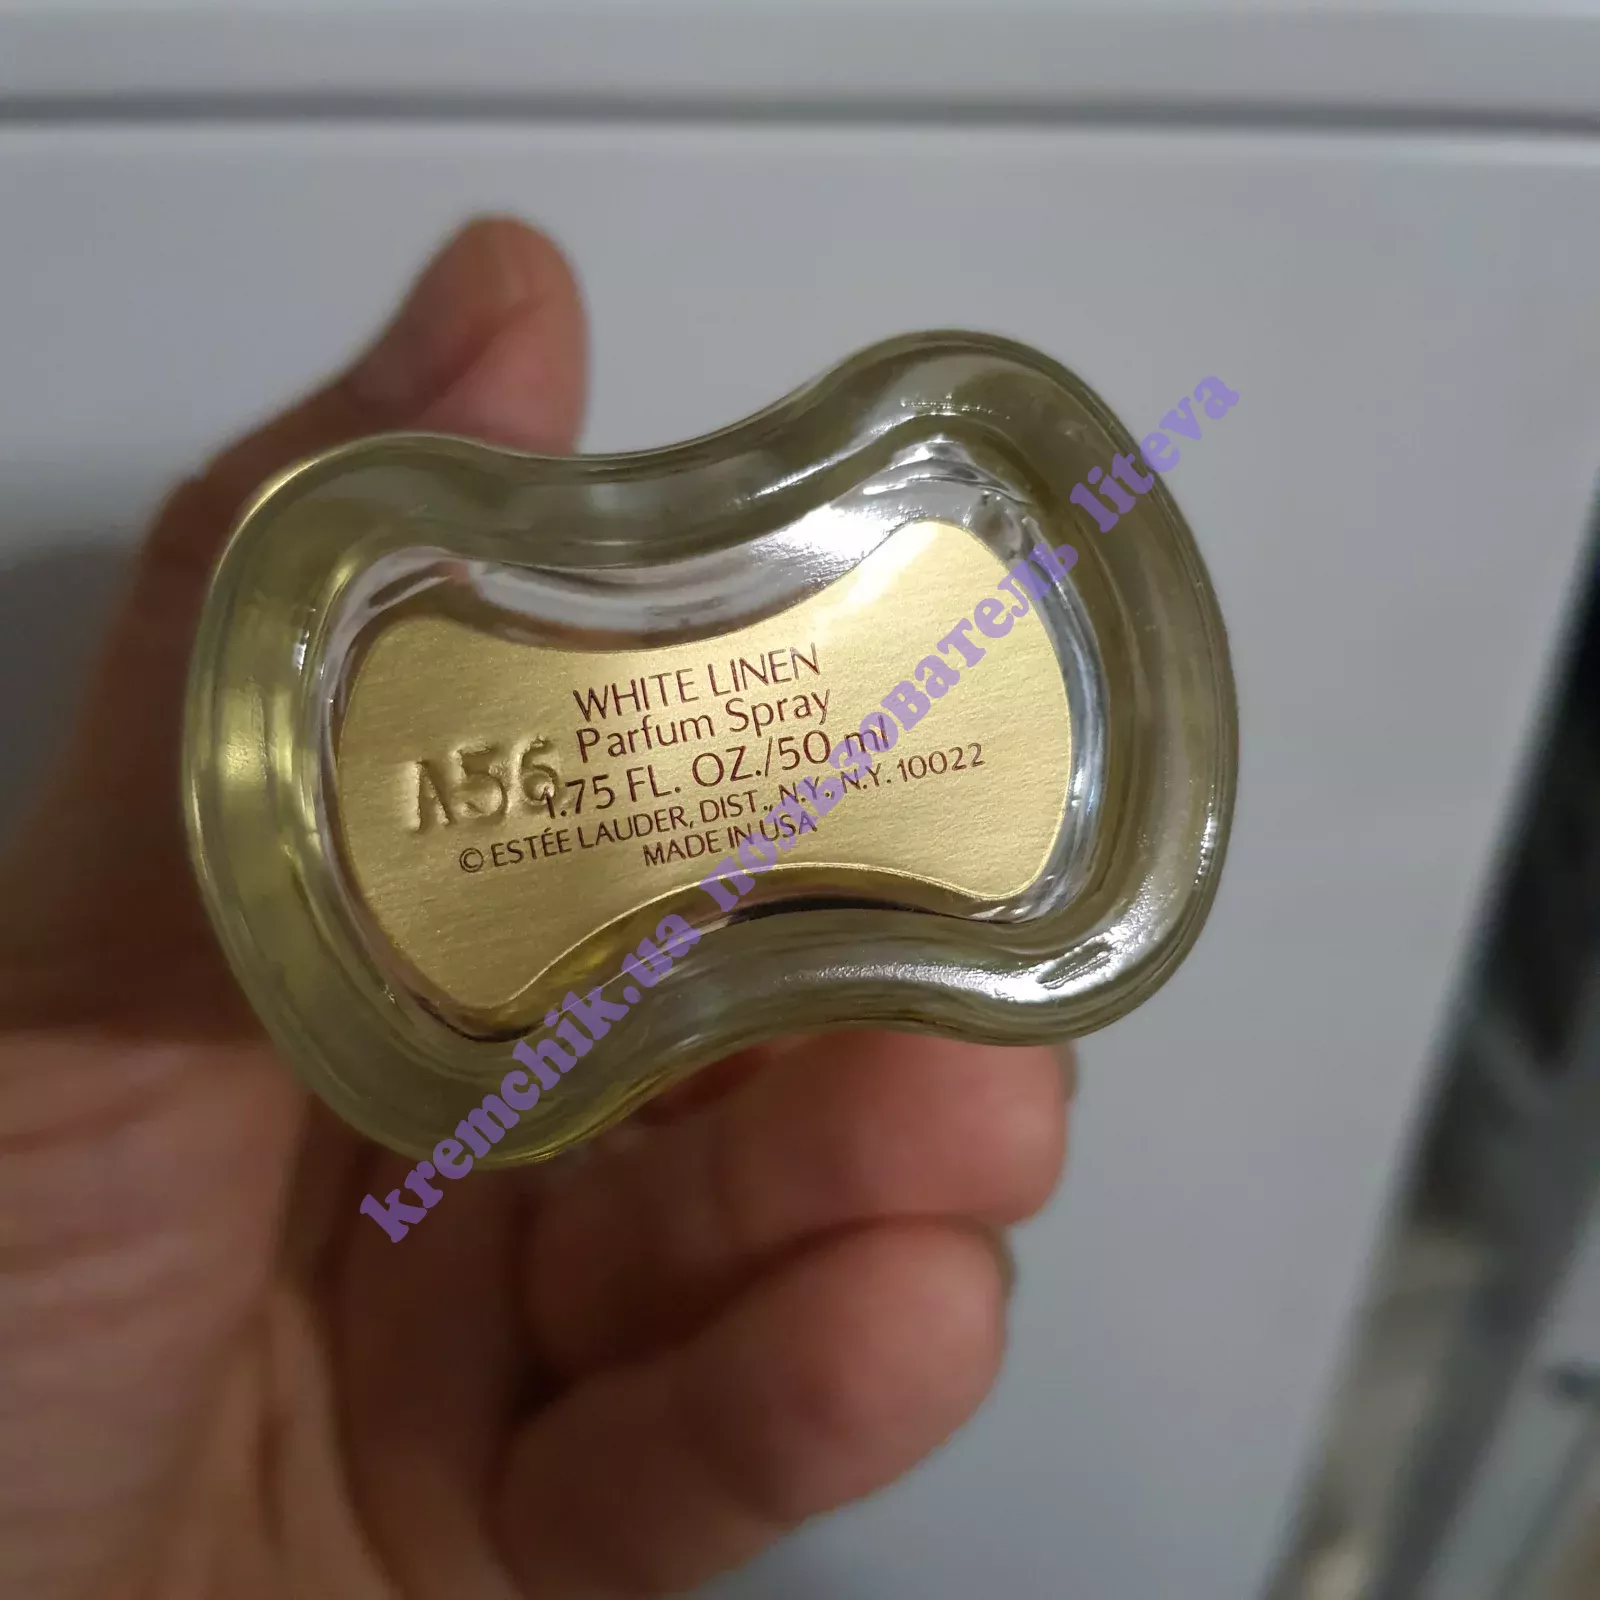 WHITE LINEN
Parfum Spray
A56
1.75 FL. OZ./50 ml
© ESTÉE LAUDER, DIST., N.Y., N.Y. 10022
MADE IN USA
kremchik.ua пользователь liteva